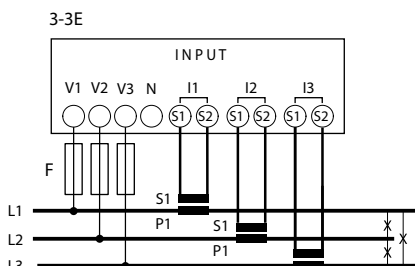 3-3E
INPUT
V1 V2 V3 N I1 I2 I3
S1 S2 S1 S2 S1 S2
F
S1
L1
P1
S1
L2
P1
L3